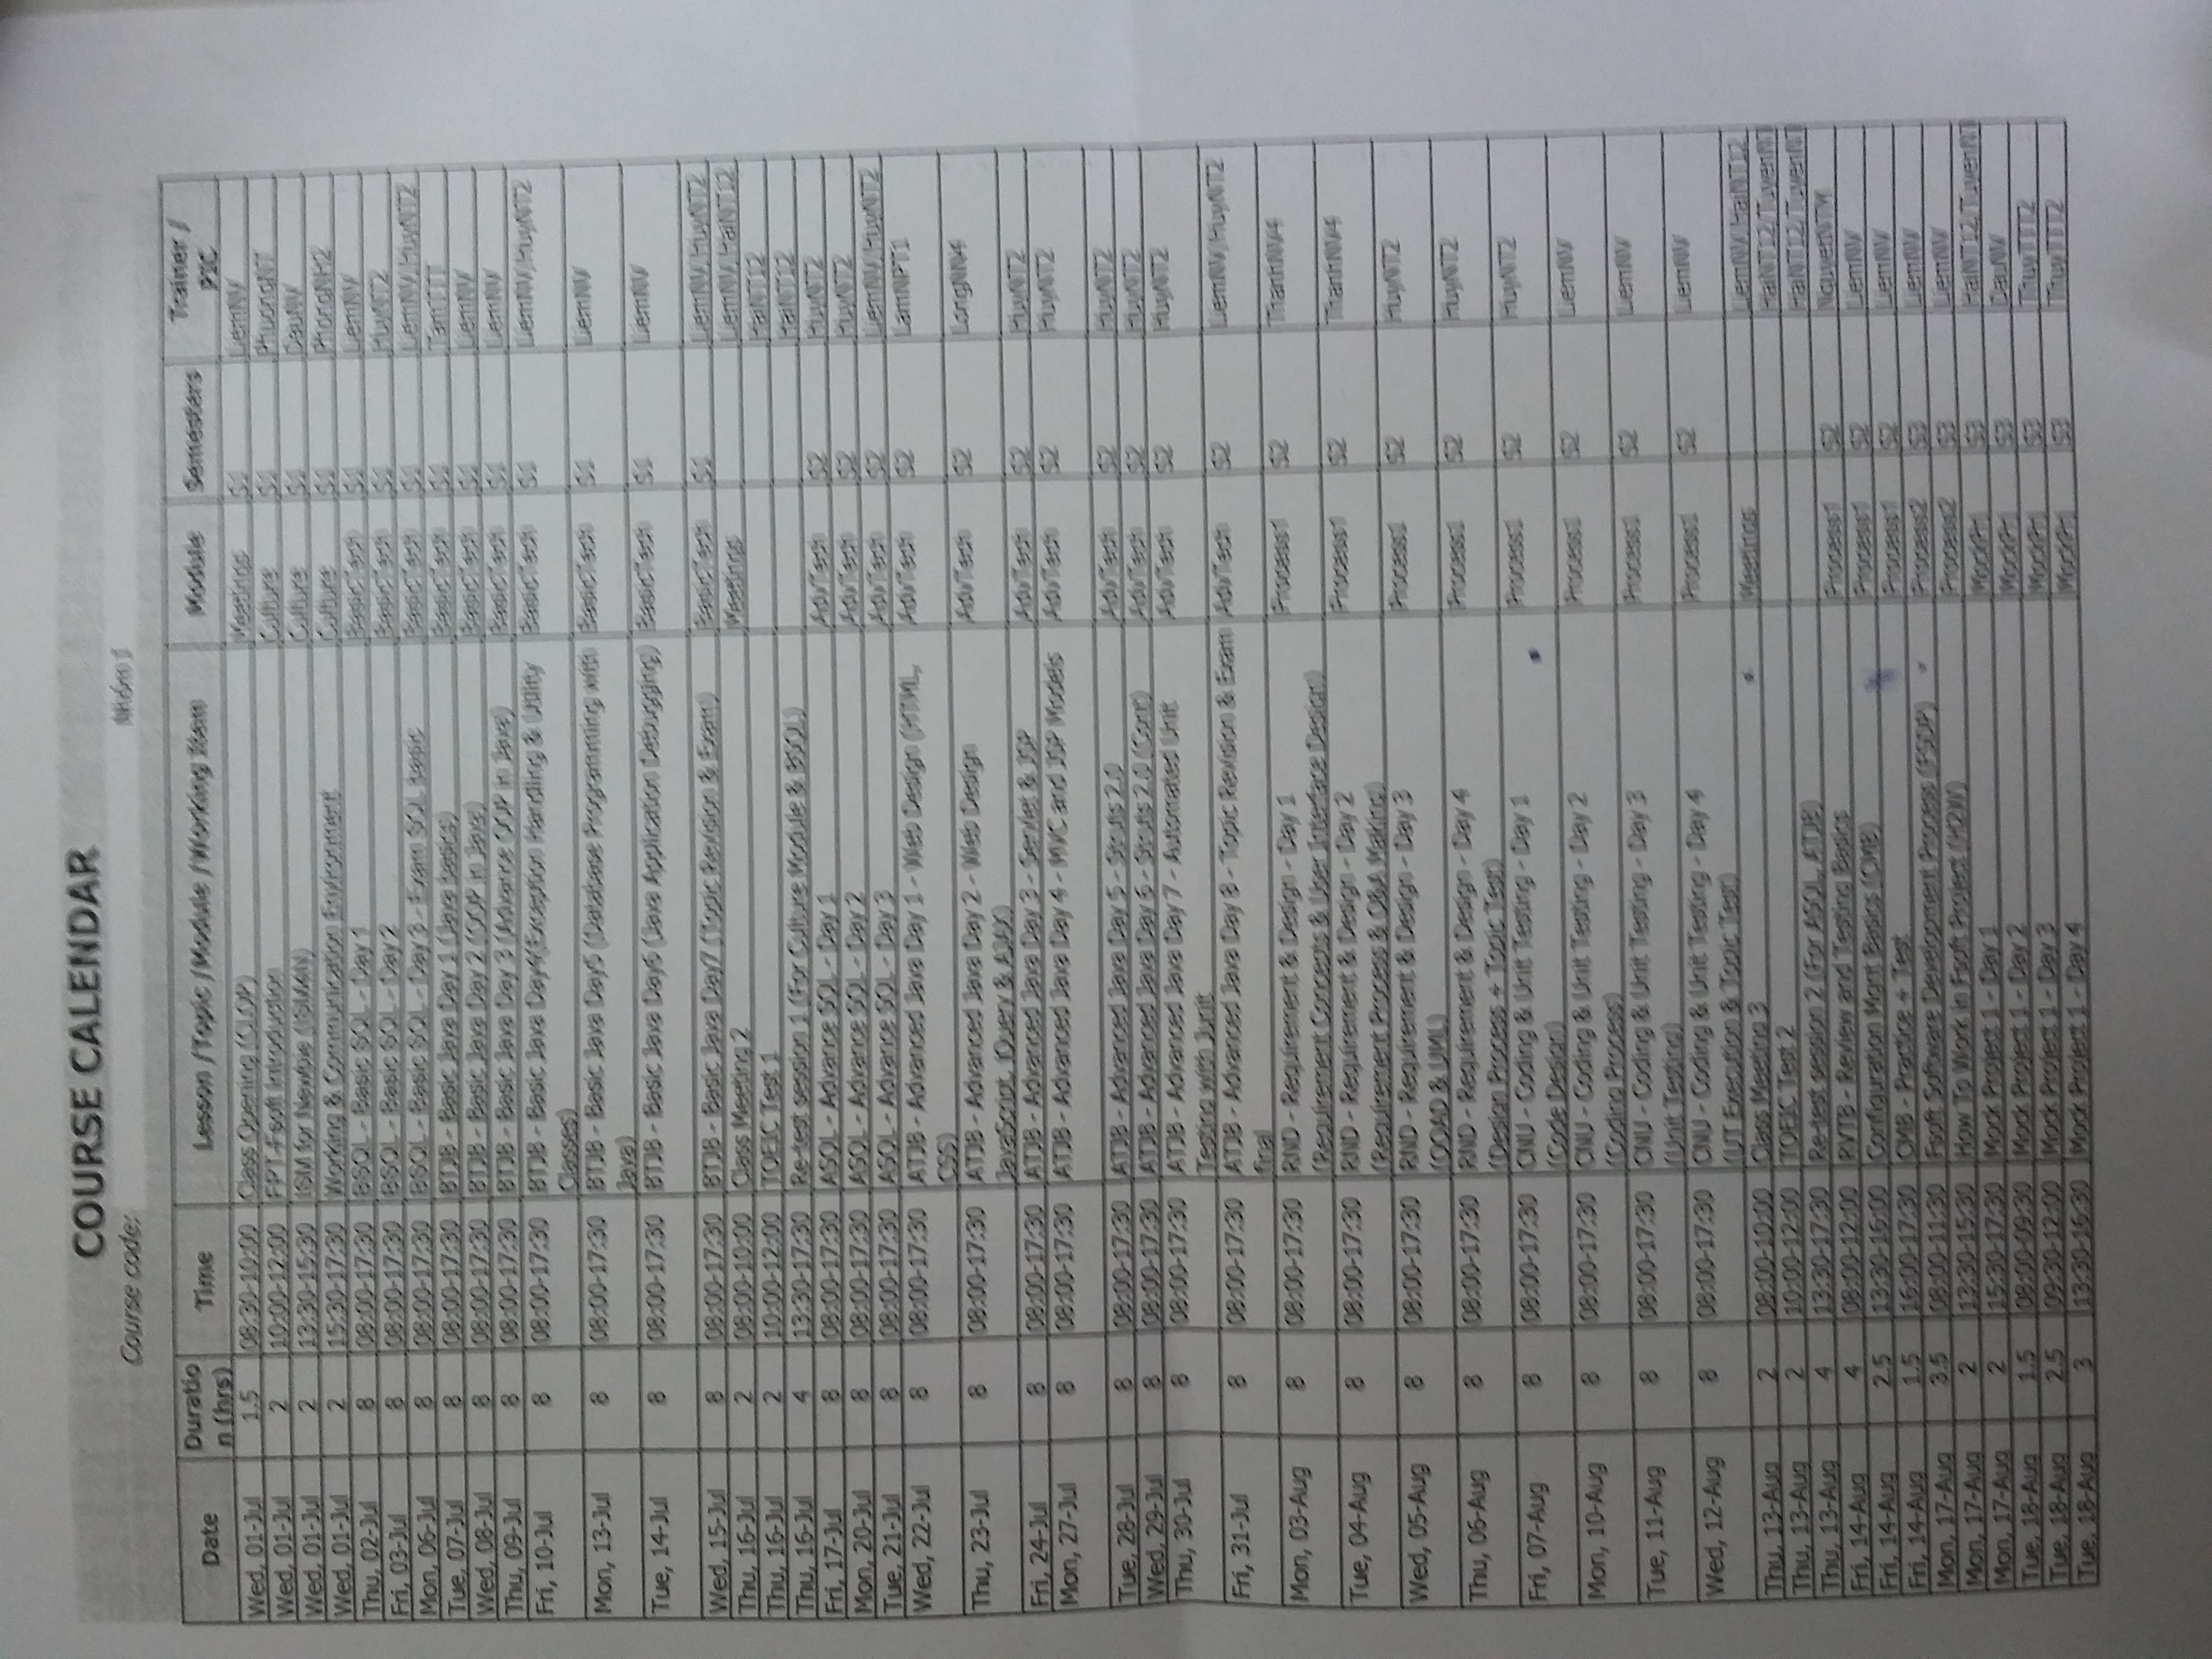 COURSE CALENDAR
Course code: Nhóm 1
Date Duratio n (hrs) Time Lesson / Topic / Module / Working Item Module Semesters Trainer / PIC
Wed, 01-Jul 1.5 08:30-10:00 Class Opening (CLOP) Meetings S1 LiemNV
Wed, 01-Jul 2 10:00-12:00 FPT-Fsoft Introduction Culture S1 PhuongNT
Wed, 01-Jul 2 13:30-15:30 ISM for Newbie (ISMAN) Culture S1 DauNV
Wed, 01-Jul 2 15:30-17:30 Working & Communication Environment Culture S1 PhongNH2
Thu, 02-Jul 8 08:00-17:30 BSQL - Basic SQL - Day 1 BasicTech S1 LiemNV
Fri, 03-Jul 8 08:00-17:30 BSQL - Basic SQL - Day 2 BasicTech S1 HuyNT2
Mon, 06-Jul 8 08:00-17:30 BSQL - Basic SQL - Day 3 - Exam SQL basic BasicTech S1 LiemNV/HuyNT2
Tue, 07-Jul 8 08:00-17:30 BTJB - Basic Java Day 1 (Java basics) BasicTech S1 TamTTT
Wed, 08-Jul 8 08:00-17:30 BTJB - Basic Java Day 2 (OOP in Java) BasicTech S1 LiemNV
Thu, 09-Jul 8 08:00-17:30 BTJB - Basic Java Day 3 (Advance OOP in Java) BasicTech S1 LiemNV
Fri, 10-Jul 8 08:00-17:30 BTJB - Basic Java Day4(Exception Handling & Utility Classes) BasicTech S1 LiemNV/HuyNT2
Mon, 13-Jul 8 08:00-17:30 BTJB - Basic Java Day5 (Database Programming with Java) BasicTech S1 LiemNV
Tue, 14-Jul 8 08:00-17:30 BTJB - Basic Java Day6 (Java Application Debugging) BasicTech S1 LiemNV
Wed, 15-Jul 8 08:00-17:30 BTJB - Basic Java Day7 (Topic Revision & Exam) BasicTech S1 LiemNV/HuyNT2
Thu, 16-Jul 2 08:00-10:00 Class Meeting 2 Meetings LiemNV/HaiNT12
Thu, 16-Jul 2 10:00-12:00 TOEIC Test 1 HaiNT12
Thu, 16-Jul 4 13:30-17:30 Re-test session 1 (For Culture Module & BSQL) HaiNT12
Fri, 17-Jul 8 08:00-17:30 ASQL - Advance SQL - Day 1 AdvTech S2 HuyNT2
Mon, 20-Jul 8 08:00-17:30 ASQL - Advance SQL - Day 2 AdvTech S2 HuyNT2
Tue, 21-Jul 8 08:00-17:30 ASQL - Advance SQL - Day 3 AdvTech S2 LiemNV/HuyNT2
Wed, 22-Jul 8 08:00-17:30 ATJB - Advanced Java Day 1 - Web Design (HTML, CSS) AdvTech S2 LamNPT1
Thu, 23-Jul 8 08:00-17:30 ATJB - Advanced Java Day 2 - Web Design JavaScript, JQuery & AJAX) AdvTech S2 LongNN4
Fri, 24-Jul 8 08:00-17:30 ATJB - Advanced Java Day 3 - Servlet & JSP AdvTech S2 HuyNT2
Mon, 27-Jul 8 08:00-17:30 ATJB - Advanced Java Day 4 - MVC and JSP Models AdvTech S2 HuyNT2
Tue, 28-Jul 8 08:00-17:30 ATJB - Advanced Java Day 5 - Struts 2.0 AdvTech S2 HuyNT2
Wed, 29-Jul 8 08:00-17:30 ATJB - Advanced Java Day 6 - Struts 2.0 (Cont) AdvTech S2 HuyNT2
Thu, 30-Jul 8 08:00-17:30 ATJB - Advanced Java Day 7 - Automated Unit Testing with Junit AdvTech S2 HuyNT2
Fri, 31-Jul 8 08:00-17:30 ATJB - Advanced Java Day 8 - Topic Revision & Exam final AdvTech S2 LiemNV/HuyNT2
Mon, 03-Aug 8 08:00-17:30 RND - Requirement & Design - Day 1 (Requirement Concepts & User Interface Design) Process1 S2 ThanhNV4
Tue, 04-Aug 8 08:00-17:30 RND - Requirement & Design - Day 2 (Requirement Process & Q&A Making) Process1 S2 ThanhNV4
Wed, 05-Aug 8 08:00-17:30 RND - Requirement & Design - Day 3 (OOAD & UML) Process1 S2 HuyNT2
Thu, 06-Aug 8 08:00-17:30 RND - Requirement & Design - Day 4 (Design Process + Topic Test) Process1 S2 HuyNT2
Fri, 07-Aug 8 08:00-17:30 CNU - Coding & Unit Testing - Day 1 (Code Design) Process1 S2 HuyNT2
Mon, 10-Aug 8 08:00-17:30 CNU - Coding & Unit Testing - Day 2 (Coding Process) Process1 S2 LiemNV
Tue, 11-Aug 8 08:00-17:30 CNU - Coding & Unit Testing - Day 3 (Unit Testing) Process1 S2 LiemNV
Wed, 12-Aug 8 08:00-17:30 CNU - Coding & Unit Testing - Day 4 (UT Execution & Topic Test) Process1 S2 LiemNV
Thu, 13-Aug 2 08:00-10:00 Class Meeting 3 Meetings LiemNV/HaiNT12
Thu, 13-Aug 2 10:00-12:00 TOEIC Test 2 HaiNT12/TuyenNT
Thu, 13-Aug 4 13:30-17:30 Re-test session 2 (For ASQL, ATJB) HaiNT12/TuyenNT
Fri, 14-Aug 4 08:00-12:00 RVTB - Review and Testing Basics Process1 S2 NguyenNTM
Fri, 14-Aug 2.5 13:30-16:00 Configuration Mgnt Basics (CMB) Process1 S2 LiemNV
Fri, 14-Aug 1.5 16:00-17:30 CMB - Practice + Test Process1 S2 LiemNV
Mon, 17-Aug 3.5 08:00-11:30 Fsoft Software Development Process (FSDP) Process2 S3 LiemNV
Mon, 17-Aug 2 13:30-15:30 How To Work in Fsoft Project (H2W) Process2 S3 LiemNV
Mon, 17-Aug 2 15:30-17:30 Mock Project 1 - Day 1 MockPr1 S3 HaiNT12/TuyenNT
Tue, 18-Aug 1.5 08:00-09:30 Mock Project 1 - Day 2 MockPr1 S3 DauNV
Tue, 18-Aug 2.5 09:30-12:00 Mock Project 1 - Day 3 MockPr1 S3 ThuyTTT2
Tue, 18-Aug 3 13:30-16:30 Mock Project 1 - Day 4 MockPr1 S3 ThuyTTT2